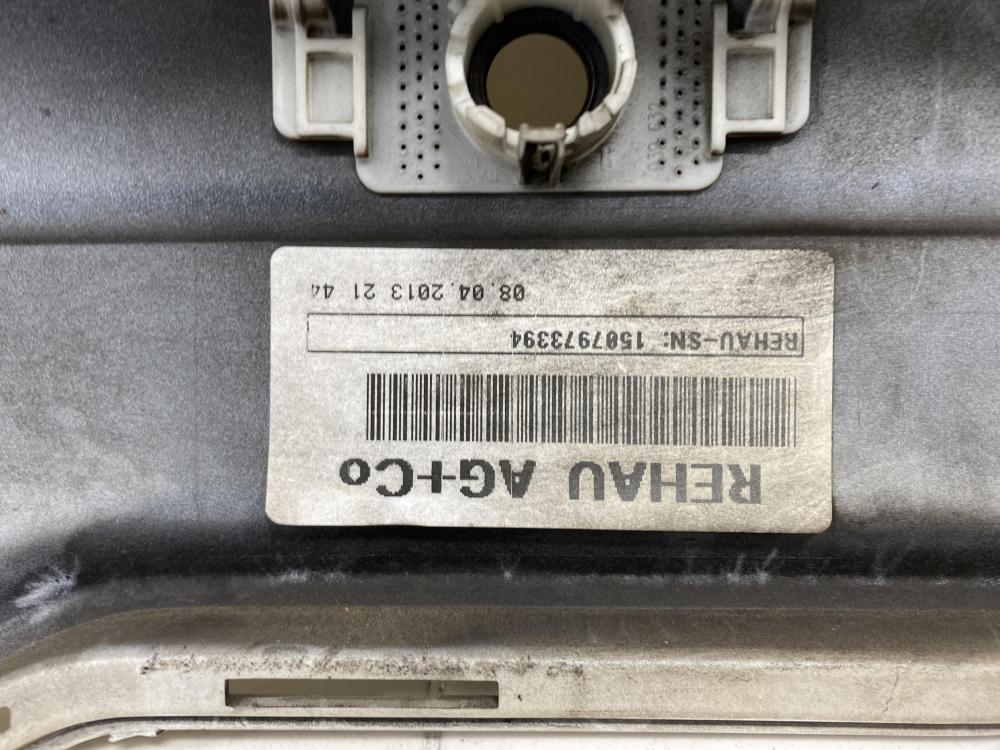 REHAU AG+Co
REHAU-SN: 1507973394
08.04.2013 21 44